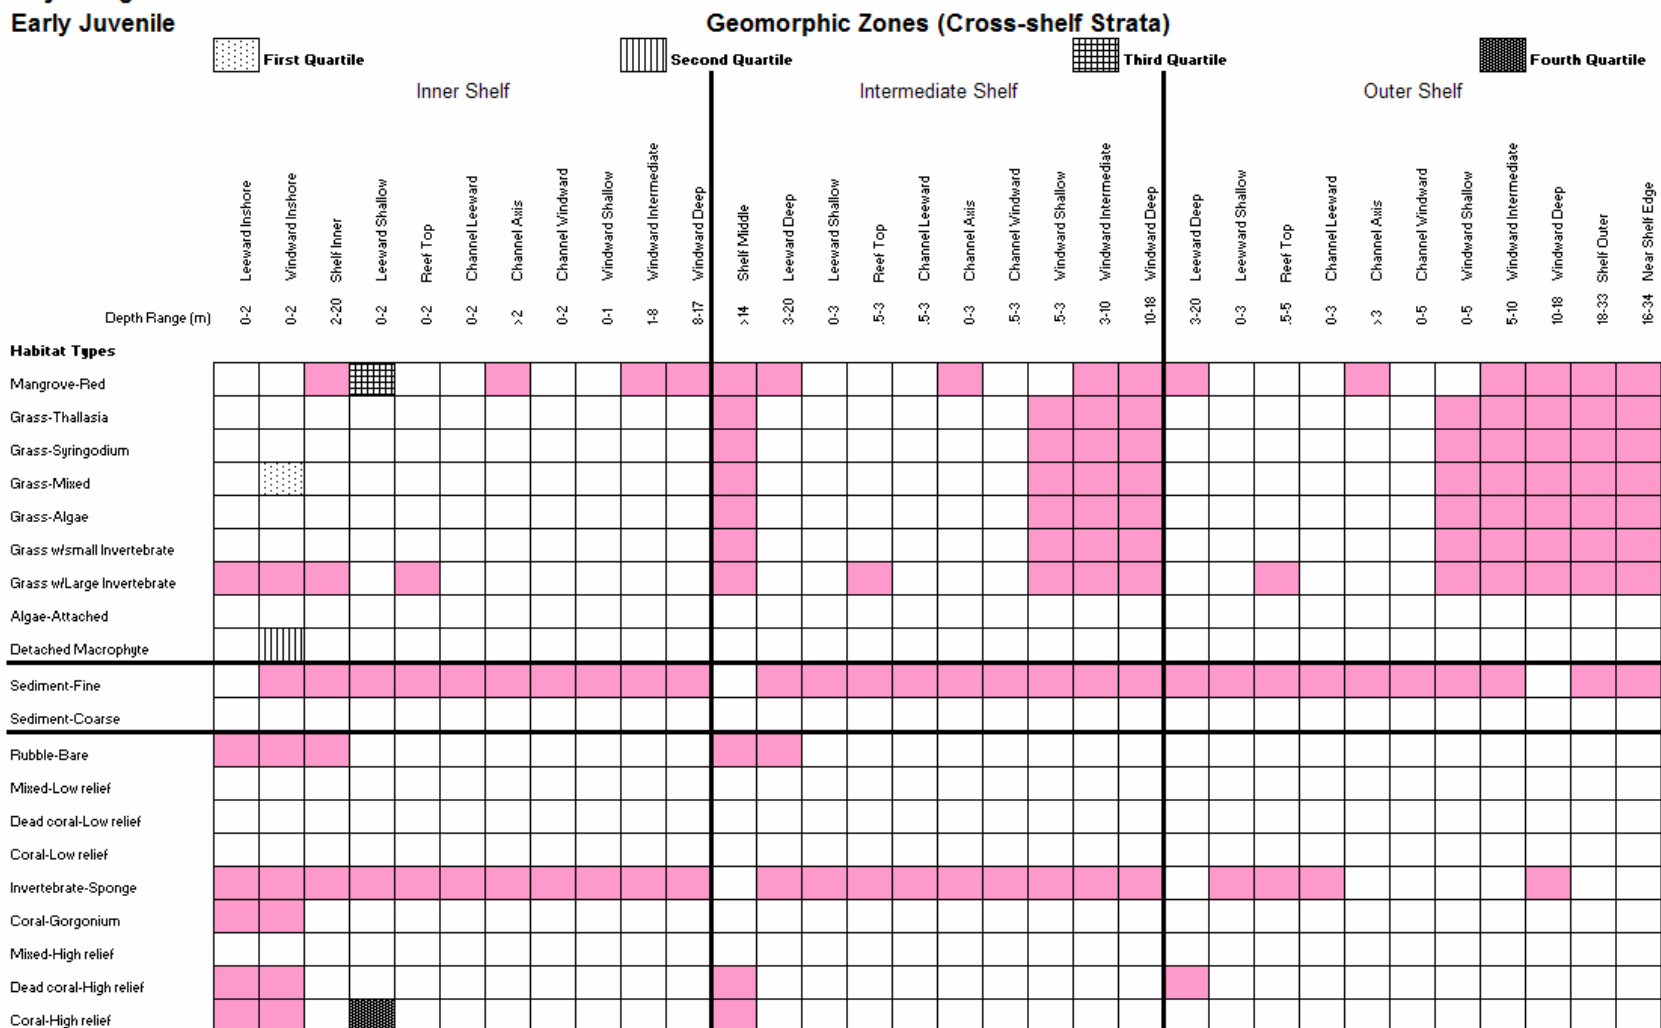 Early Juvenile
Geomorphic Zones (Cross-shelf Strata)
First Quartile
Second Quartile
Third Quartile
Fourth Quartile
Inner Shelf
Intermediate Shelf
Outer Shelf
Leeward Inshore
Windward Inshore
Shelf Inner
Leeward Shallow
Reef Top
Channel Leeward
Channel Axis
Channel Windward
Windward Shallow
Windward Intermediate
Windward Deep
Shelf Middle
Leeward Deep
Leeward Shallow
Reef Top
Channel Leeward
Channel Axis
Channel Windward
Windward Shallow
Windward Intermediate
Windward Deep
Leeward Deep
Leeward Shallow
Reef Top
Channel Leeward
Channel Axis
Channel Windward
Windward Shallow
Windward Intermediate
Windward Deep
Shelf Outer
Near Shelf Edge
Depth Range (m)
0-2
0-2
2-20
0-2
0-2
0-2
>2
0-2
0-1
1-8
8-17
>14
3-20
0-3
.5-3
.5-3
0-3
.5-3
.5-3
3-10
10-18
3-20
0-3
.5-5
0-3
>3
0-5
0-5
5-10
10-18
18-33
16-34
Habitat Types
Mangrove-Red
Grass-Thallasia
Grass-Syringodium
Grass-Mixed
Grass-Algae
Grass w/small Invertebrate
Grass w/Large Invertebrate
Algae-Attached
Detached Macrophyte
Sediment-Fine
Sediment-Coarse
Rubble-Bare
Mixed-Low relief
Dead coral-Low relief
Coral-Low relief
Invertebrate-Sponge
Coral-Gorgonium
Mixed-High relief
Dead coral-High relief
Coral-High relief